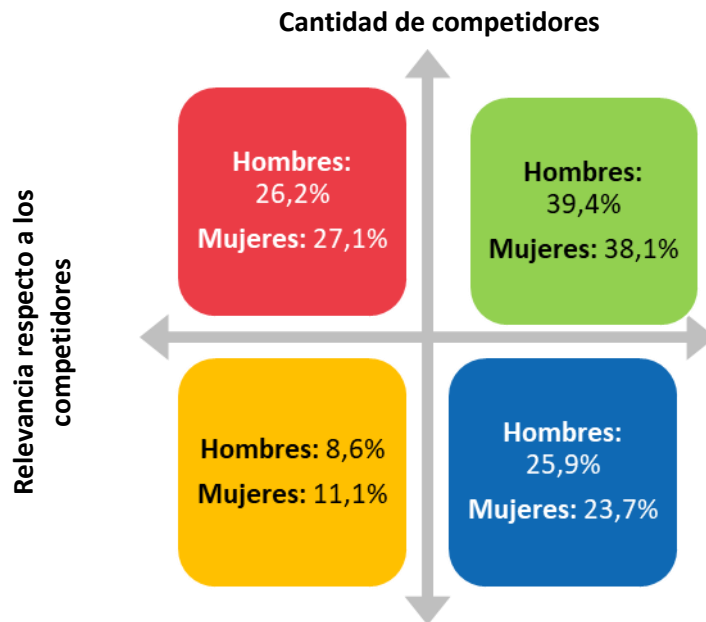 Cantidad de competidores
Relevancia respecto a los
competidores
Hombres:
26,2%
Mujeres: 27,1%
Hombres:
39,4%
Mujeres: 38,1%
Hombres: 8,6%
Mujeres: 11,1%
Hombres:
25,9%
Mujeres: 23,7%